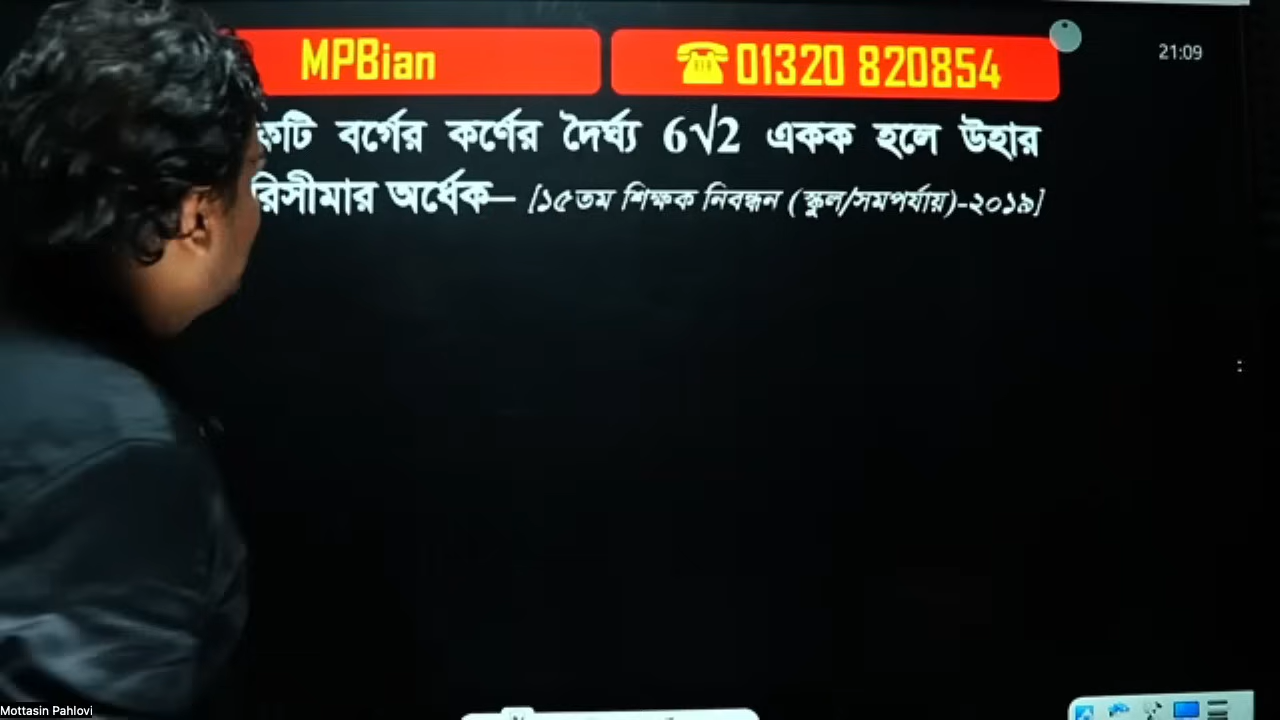 MPBian
☎01320 820854
21:09
কটি বর্গের কর্ণের দৈর্ঘ্য 6√2 একক হলে উহার
রিসীমার অর্ধেক– [১৫তম শিক্ষক নিবন্ধন (স্কুল/সমপর্যায়)-২০১৯]
Mottasin Pahlovi